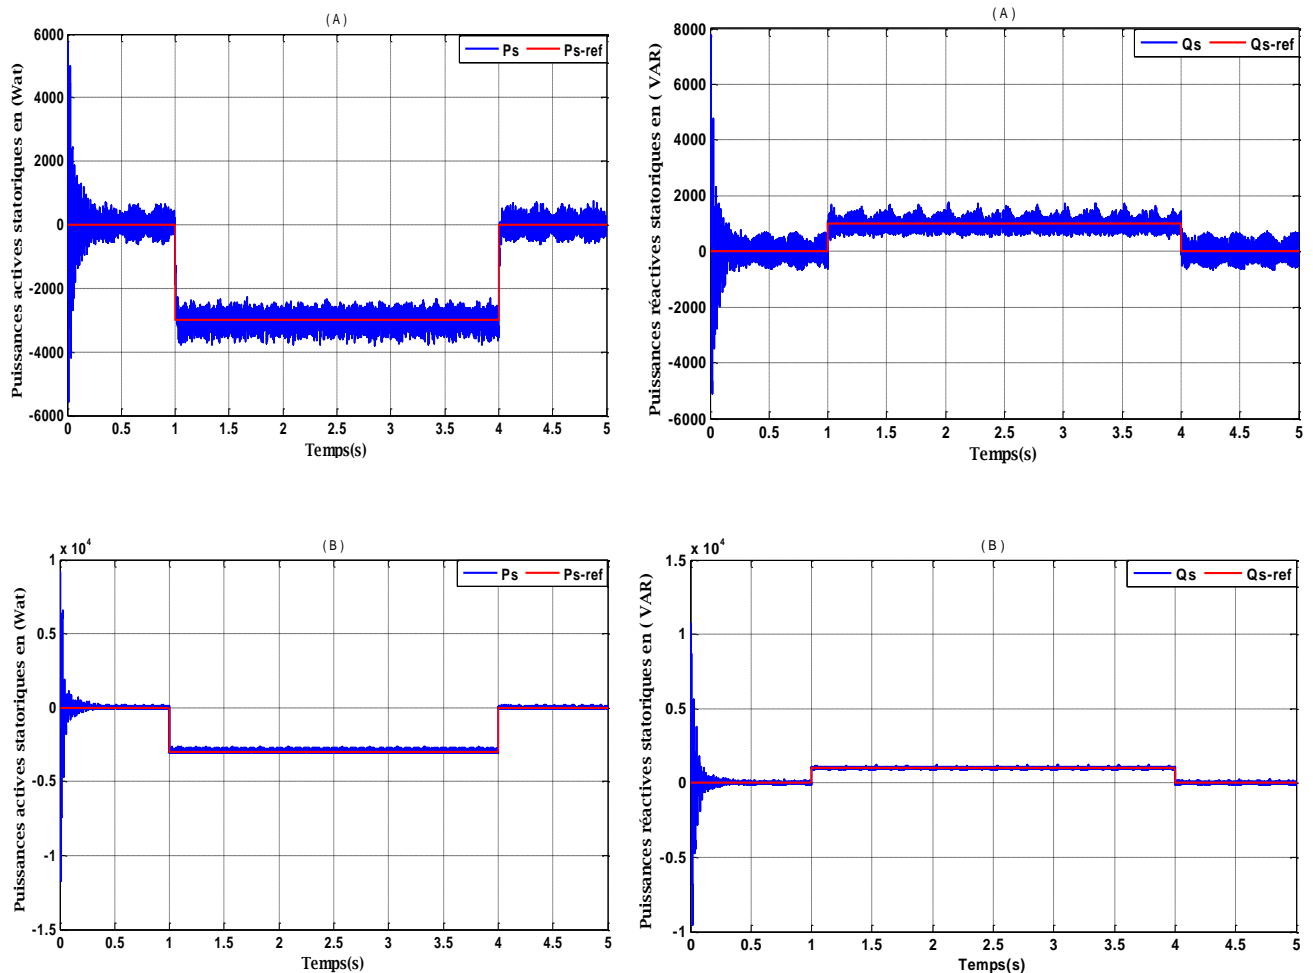 (A)
Ps Ps-ref
Puissances actives statoriques en (Wat)
6000
4000
2000
0
-2000
-4000
-6000
0 0.5 1 1.5 2 2.5 3 3.5 4 4.5 5
Temps(s)
(A)
Qs Qs-ref
Puissances réactives statoriques en ( VAR)
8000
6000
4000
2000
0
-2000
-4000
-6000
0 0.5 1 1.5 2 2.5 3 3.5 4 4.5 5
Temps(s)
(B)
x 10^4
Ps Ps-ref
Puissances actives statoriques en (Wat)
1
0.5
0
-0.5
-1
-1.5
0 0.5 1 1.5 2 2.5 3 3.5 4 4.5 5
Temps(s)
(B)
x 10^4
Qs Qs-ref
Puissances réactives statoriques en ( VAR)
1.5
1
0.5
0
-0.5
-1
0 0.5 1 1.5 2 2.5 3 3.5 4 4.5 5
Temps(s)